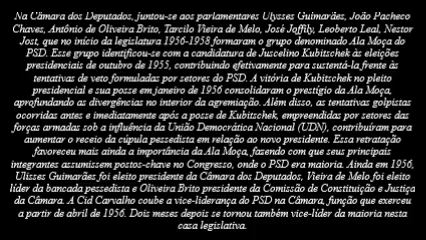 Na Câmara dos Deputados, juntou-se aos parlamentares Ulysses Guimarães, João Pacheco
Chaves, Antônio de Oliveira Brito, Tarcilo Vieira de Melo, José Joffily, Leoberto Leal, Nestor
Jost, que no início da legislatura 1956-1958 formaram o grupo denominado Ala Moça do
PSD. Esse grupo identificou-se com a candidatura de Juscelino Kubitschek às eleições
presidenciais de outubro de 1955, contribuindo efetivamente para sustentá-la frente às
tentativas de veto formuladas por setores do PSD. A vitória de Kubitschek no pleito
presidencial e sua posse em janeiro de 1956 consolidaram o prestígio da Ala Moça,
aprofundando as divergências no interior da agremiação. Além disso, as tentativas golpistas
ocorridas antes e imediatamente após a posse de Kubitschek, empreendidas por setores das
forças armadas sob a influência da União Democrática Nacional (UDN), contribuíram para
aumentar o receio da cúpula pessedista em relação ao novo presidente. Essa retratação
favoreceu mais ainda a importância da Ala Moça, fazendo com que seus principais
integrantes assumissem postos-chave no Congresso, onde o PSD era maioria. Ainda em 1956,
Ulisses Guimarães foi eleito presidente da Câmara dos Deputados, Vieira de Melo foi eleito
líder da bancada pessedista e Oliveira Brito presidente da Comissão de Constituição e Justiça
da Câmara. A Cid Carvalho coube a vice-liderança do PSD na Câmara, função que exerceu
a partir de abril de 1956. Dois meses depois se tornou também vice-líder da maioria nesta
casa legislativa.